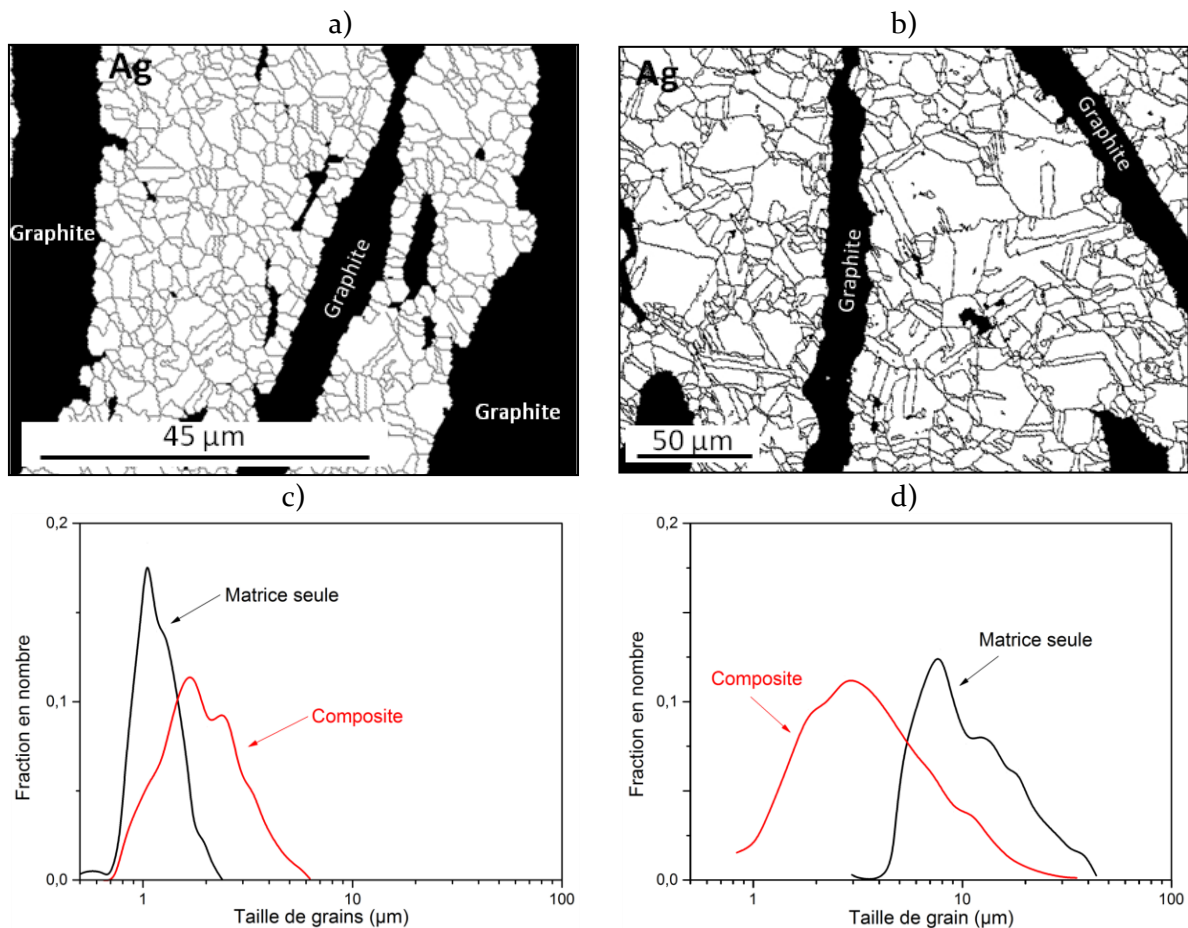 a)
Ag
Graphite
Graphite
Graphite
45 µm
b)
Ag
Graphite
Graphite
50 µm
c)
0,2
0,1
0,0
Fraction en nombre
Matrice seule
Composite
1
10
100
Taille de grains (µm)
d)
0,2
0,1
0,0
Fraction en nombre
Composite
Matrice seule
1
10
100
Taille de grain (µm)